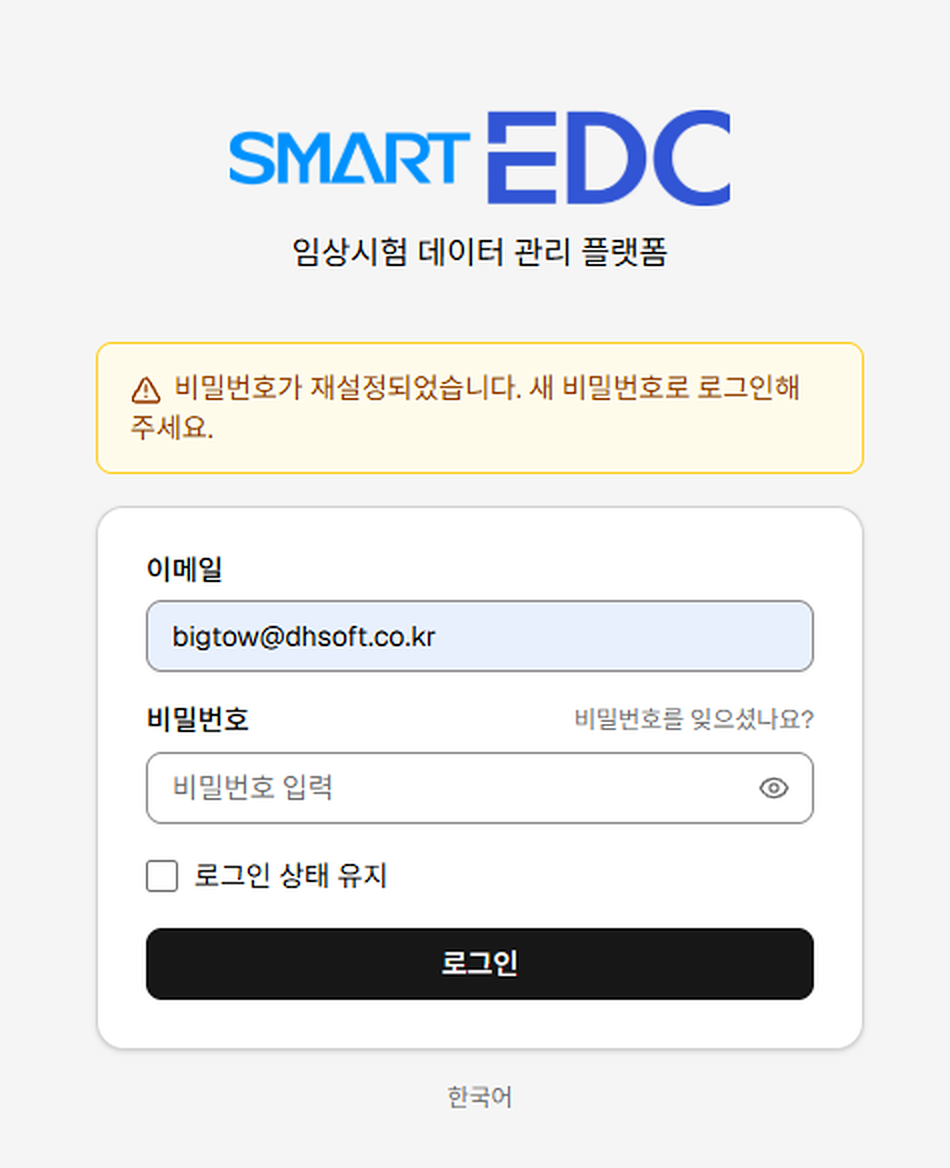 SMART EDC
임상시험 데이터 관리 플랫폼
비밀번호가 재설정되었습니다. 새 비밀번호로 로그인해
주세요.
이메일
bigtow@dhsoft.co.kr
비밀번호 비밀번호를 잊으셨나요?
비밀번호 입력
로그인 상태 유지
로그인
한국어